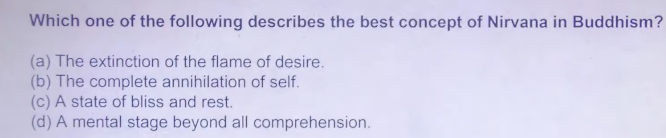 Which one of the following describes the best concept of Nirvana in Buddhism?
(a) The extinction of the flame of desire.
(b) The complete annihilation of self.
(c) A state of bliss and rest.
(d) A mental stage beyond all comprehension.